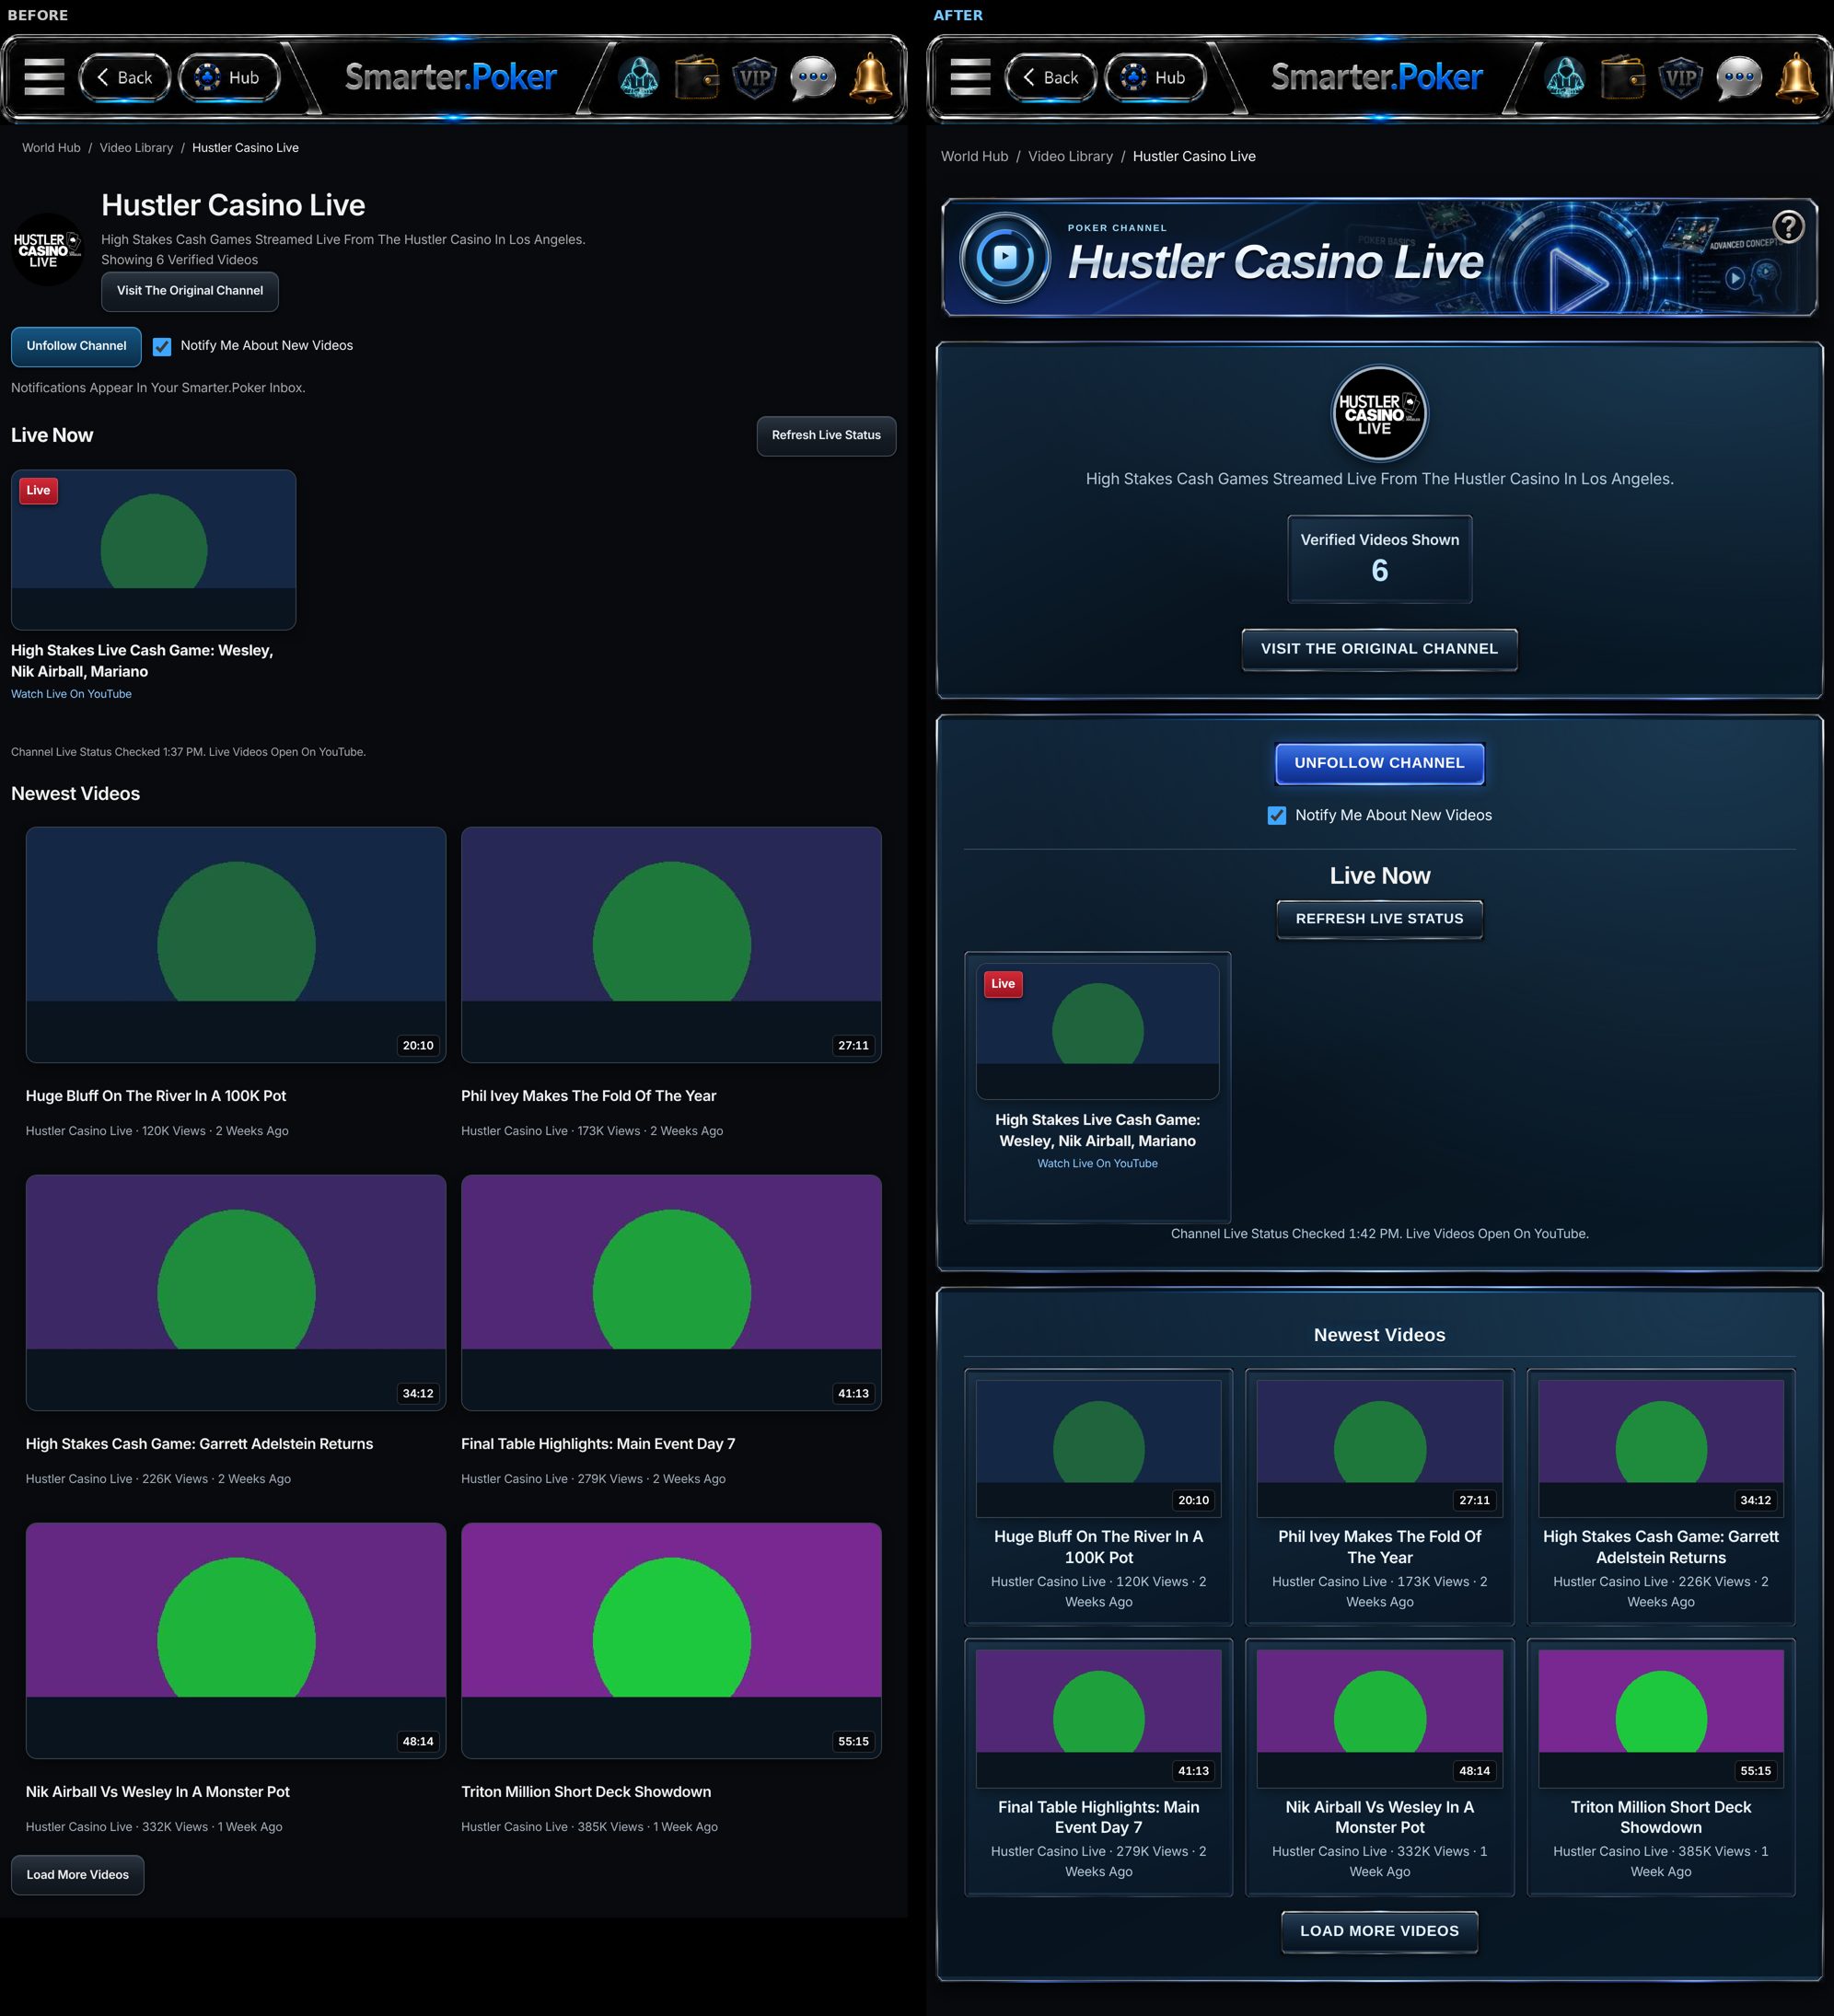 BEFORE
Back
Hub
Smarter.Poker
VIP
World Hub / Video Library / Hustler Casino Live
HUSTLER
CASINO
LIVE
Hustler Casino Live
High Stakes Cash Games Streamed Live From The Hustler Casino In Los Angeles.
Showing 6 Verified Videos
Visit The Original Channel
Unfollow Channel
Notify Me About New Videos
Notifications Appear In Your Smarter.Poker Inbox.
Live Now
Refresh Live Status
Live
High Stakes Live Cash Game: Wesley,
Nik Airball, Mariano
Watch Live On YouTube
Channel Live Status Checked 1:37 PM. Live Videos Open On YouTube.
Newest Videos
20:10
27:11
Huge Bluff On The River In A 100K Pot
Phil Ivey Makes The Fold Of The Year
Hustler Casino Live · 120K Views · 2 Weeks Ago
Hustler Casino Live · 173K Views · 2 Weeks Ago
34:12
41:13
High Stakes Cash Game: Garrett Adelstein Returns
Final Table Highlights: Main Event Day 7
Hustler Casino Live · 226K Views · 2 Weeks Ago
Hustler Casino Live · 279K Views · 2 Weeks Ago
48:14
55:15
Nik Airball Vs Wesley In A Monster Pot
Triton Million Short Deck Showdown
Hustler Casino Live · 332K Views · 1 Week Ago
Hustler Casino Live · 385K Views · 1 Week Ago
Load More Videos
AFTER
Back
Hub
Smarter.Poker
VIP
World Hub / Video Library / Hustler Casino Live
POKER CHANNEL
Hustler Casino Live
POKER BASICS
ADVANCED CONCEPTS
?
HUSTLER
CASINO
LIVE
High Stakes Cash Games Streamed Live From The Hustler Casino In Los Angeles.
Verified Videos Shown
6
VISIT THE ORIGINAL CHANNEL
UNFOLLOW CHANNEL
Notify Me About New Videos
Live Now
REFRESH LIVE STATUS
Live
High Stakes Live Cash Game:
Wesley, Nik Airball, Mariano
Watch Live On YouTube
Channel Live Status Checked 1:42 PM. Live Videos Open On YouTube.
Newest Videos
20:10
27:11
34:12
Huge Bluff On The River In A
100K Pot
Hustler Casino Live · 120K Views · 2
Weeks Ago
Phil Ivey Makes The Fold Of
The Year
Hustler Casino Live · 173K Views · 2
Weeks Ago
High Stakes Cash Game: Garrett
Adelstein Returns
Hustler Casino Live · 226K Views · 2
Weeks Ago
41:13
48:14
55:15
Final Table Highlights: Main
Event Day 7
Hustler Casino Live · 279K Views · 2
Weeks Ago
Nik Airball Vs Wesley In A
Monster Pot
Hustler Casino Live · 332K Views · 1
Week Ago
Triton Million Short Deck
Showdown
Hustler Casino Live · 385K Views · 1
Week Ago
LOAD MORE VIDEOS